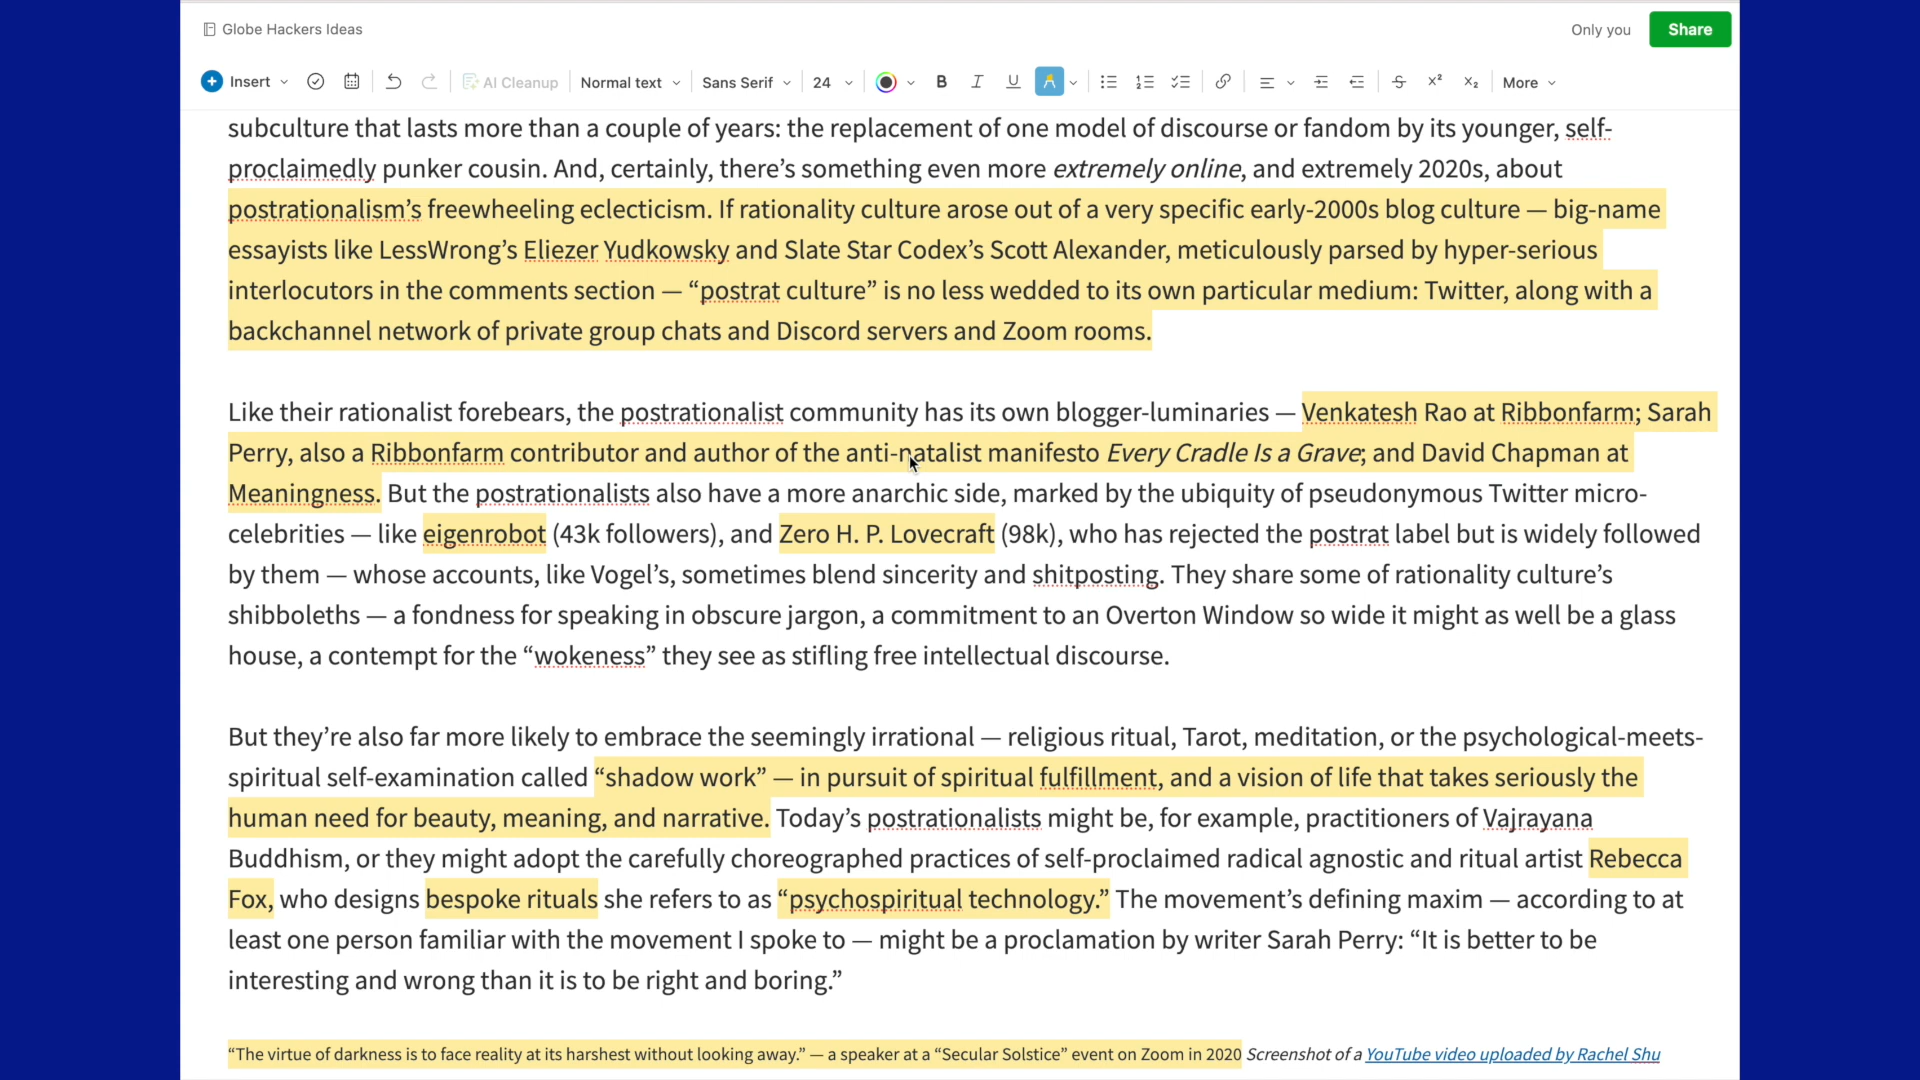 Globe Hackers Ideas
Only you
Share
Insert
AI Cleanup
Normal text
Sans Serif
24
B
I
U
A
X²
X₂
More
subculture that lasts more than a couple of years: the replacement of one model of discourse or fandom by its younger, self-
proclaimedly punker cousin. And, certainly, there’s something even more extremely online, and extremely 2020s, about
postrationalism’s freewheeling eclecticism. If rationality culture arose out of a very specific early-2000s blog culture — big-name
essayists like LessWrong’s Eliezer Yudkowsky and Slate Star Codex’s Scott Alexander, meticulously parsed by hyper-serious
interlocutors in the comments section — “postrat culture” is no less wedded to its own particular medium: Twitter, along with a
backchannel network of private group chats and Discord servers and Zoom rooms.
Like their rationalist forebears, the postrationalist community has its own blogger-luminaries — Venkatesh Rao at Ribbonfarm; Sarah
Perry, also a Ribbonfarm contributor and author of the anti-natalist manifesto Every Cradle Is a Grave; and David Chapman at
Meaningness. But the postrationalists also have a more anarchic side, marked by the ubiquity of pseudonymous Twitter micro-
celebrities — like eigenrobot (43k followers), and Zero H. P. Lovecraft (98k), who has rejected the postrat label but is widely followed
by them — whose accounts, like Vogel’s, sometimes blend sincerity and shitposting. They share some of rationality culture’s
shibboleths — a fondness for speaking in obscure jargon, a commitment to an Overton Window so wide it might as well be a glass
house, a contempt for the “wokeness” they see as stifling free intellectual discourse.
But they’re also far more likely to embrace the seemingly irrational — religious ritual, Tarot, meditation, or the psychological-meets-
spiritual self-examination called “shadow work” — in pursuit of spiritual fulfillment, and a vision of life that takes seriously the
human need for beauty, meaning, and narrative. Today’s postrationalists might be, for example, practitioners of Vajrayana
Buddhism, or they might adopt the carefully choreographed practices of self-proclaimed radical agnostic and ritual artist Rebecca
Fox, who designs bespoke rituals she refers to as “psychospiritual technology.” The movement’s defining maxim — according to at
least one person familiar with the movement I spoke to — might be a proclamation by writer Sarah Perry: “It is better to be
interesting and wrong than it is to be right and boring.”
“The virtue of darkness is to face reality at its harshest without looking away.” — a speaker at a “Secular Solstice” event on Zoom in 2020 Screenshot of a YouTube video uploaded by Rachel Shu